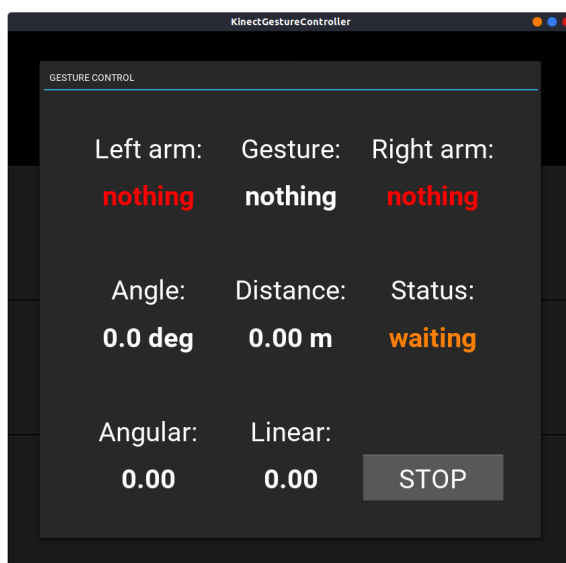 KinectGestureController
GESTURE CONTROL
Left arm: Gesture: Right arm:
nothing nothing nothing
Angle: Distance: Status:
0.0 deg 0.00 m waiting
Angular: Linear:
0.00 0.00 STOP